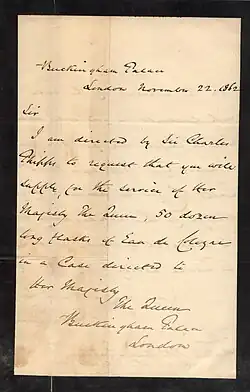 Buckingham Palace
London November 22. 1862
Sir
I am directed by Sir Charles
Phipps to request that you will
supply, for the service of Her
Majesty The Queen, 50 dozen
long flasks of Eau de Cologne
in a Case directed to
Her Majesty
The Queen
Buckingham Palace
London